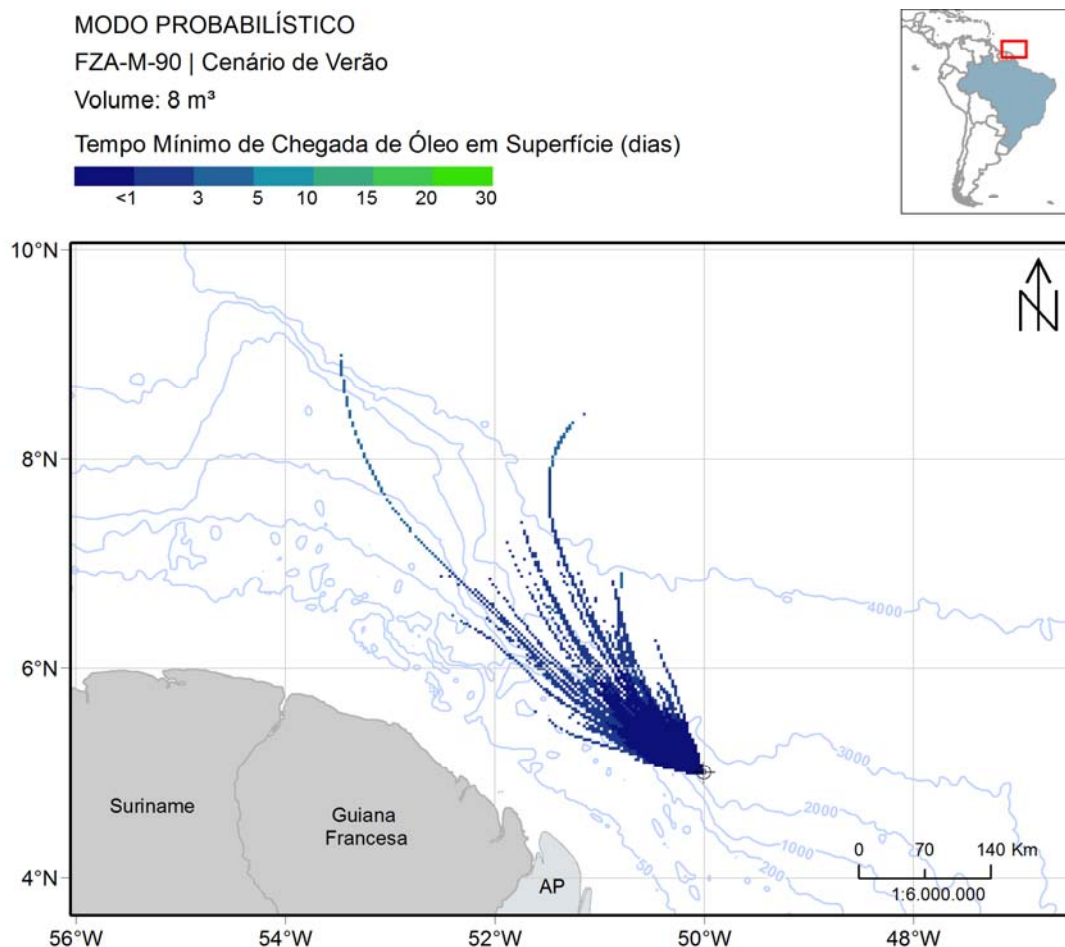 MODO PROBABILÍSTICO
FZA-M-90 | Cenário de Verão
Volume: 8 m³
Tempo Mínimo de Chegada de Óleo em Superfície (dias)
<1 3 5 10 15 20 30
10°N
N
8°N
4000
6°N
3000
Suriname
Guiana
Francesa
2000
1000
50
200
0 70 140 Km
1:6.000.000
4°N
AP
56°W 54°W 52°W 50°W 48°W